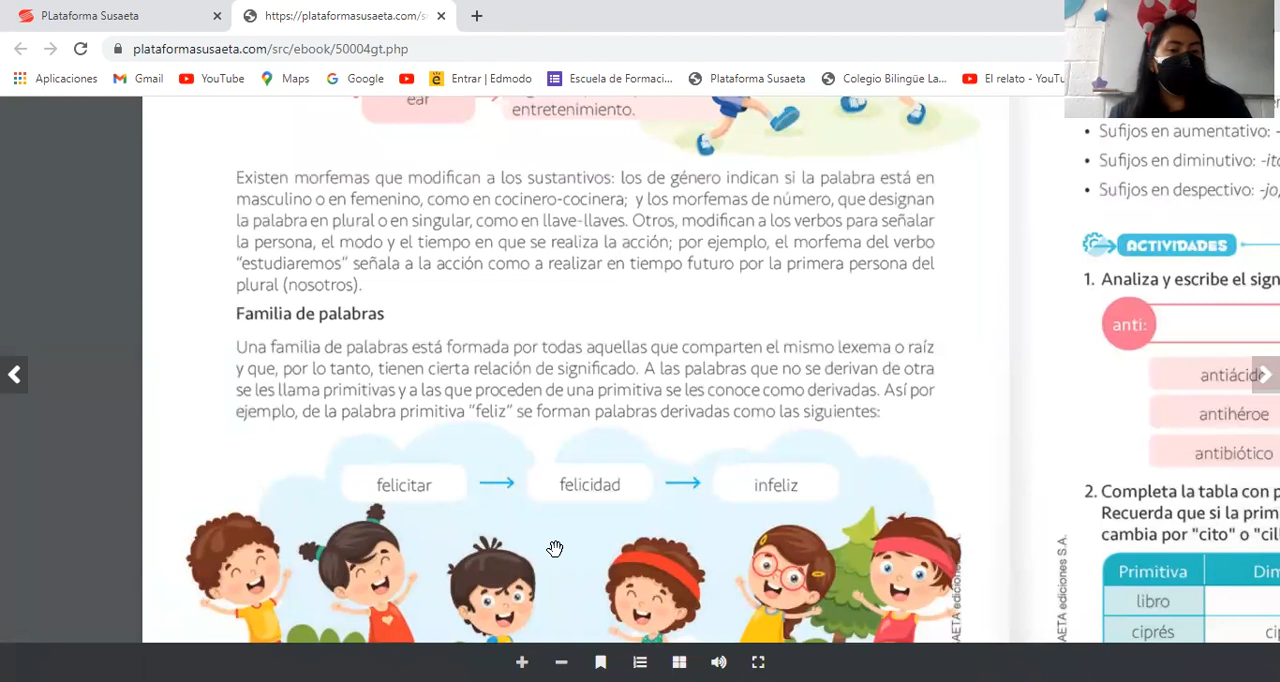 PLataforma Susaeta
https://plataformasusaeta.com/s
plataformasusaeta.com/src/ebook/50004gt.php
Aplicaciones
Gmail
YouTube
Maps
Google
Entrar | Edmodo
Escuela de Formaci...
Plataforma Susaeta
Colegio Bilingüe La...
El relato - YouTu
ear
entretenimiento.
Existen morfemas que modifican a los sustantivos: los de género indican si la palabra está en
masculino o en femenino, como en cocinero-cocinera; y los morfemas de número, que designan
la palabra en plural o en singular, como en llave-llaves. Otros, modifican a los verbos para señalar
la persona, el modo y el tiempo en que se realiza la acción; por ejemplo, el morfema del verbo
"estudiaremos" señala a la acción como a realizar en tiempo futuro por la primera persona del
plural (nosotros).
Familia de palabras
Una familia de palabras está formada por todas aquellas que comparten el mismo lexema o raíz
y que, por lo tanto, tienen cierta relación de significado. A las palabras que no se derivan de otra
se les llama primitivas y a las que proceden de una primitiva se les conoce como derivadas. Así por
ejemplo, de la palabra primitiva "feliz" se forman palabras derivadas como las siguientes:
felicitar
felicidad
infeliz
AETA ediciones S.A.
• Sufijos en aumentativo: -
• Sufijos en diminutivo: -ito
• Sufijos en despectivo: -jo,
ACTIVIDADES
1. Analiza y escribe el sign
anti:
antiácido
antihéroe
antibiótico
2. Completa la tabla con p
Recuerda que si la prim
cambia por "cito" o "cil
Primitiva
Dim
libro
ciprés
cip
AETA ediciones S.A.